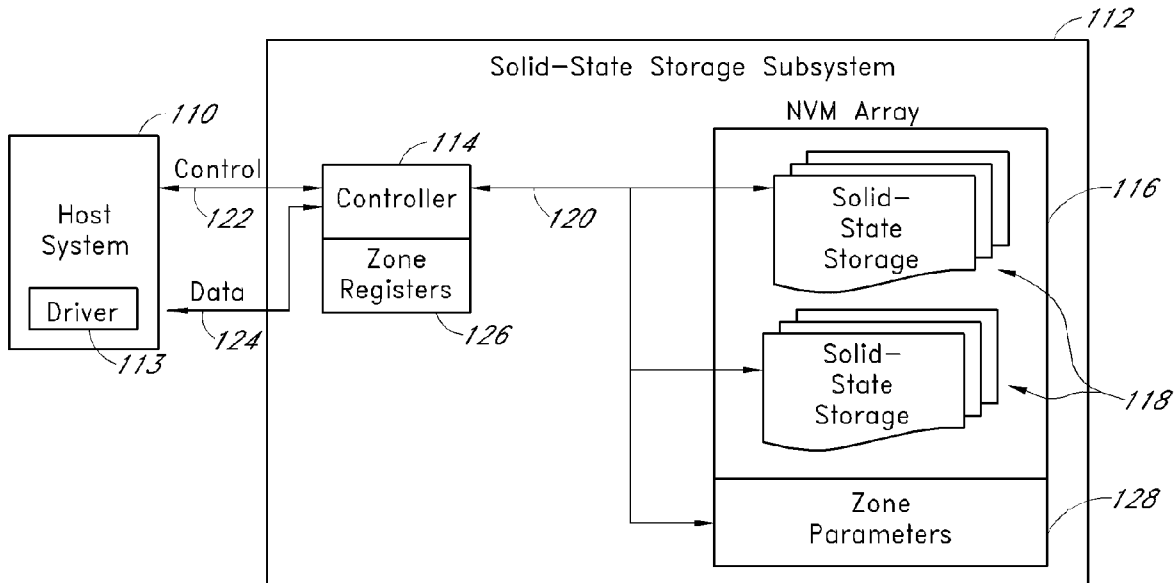 112
Solid-State Storage Subsystem
110
NVM Array
114
Control
122
Controller
120
Solid-
State
Storage
116
Host
System
Zone
Registers
Data
124
126
Driver
113
Solid-
State
Storage
118
Zone
Parameters
128